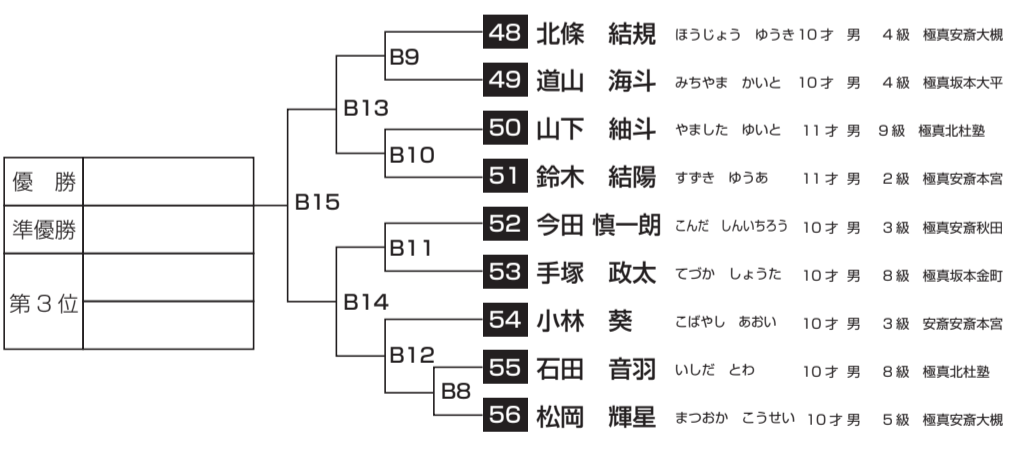 48 北條 結規 ほうじょう ゆうき 10才 男 4級 極真安斎大槻
B9
49 道山 海斗 みちやま かいと 10才 男 4級 極真坂本大平
B13
50 山下 紬斗 やました ゆいと 11才 男 9級 極真北杜塾
B10
51 鈴木 結陽 すずき ゆうあ 11才 男 2級 極真安斎本宮
優 勝
B15
準優勝
52 今田 慎一朗 こんだ しんいちろう 10才 男 3級 極真安斎秋田
B11
53 手塚 政太 てづか しょうた 10才 男 8級 極真坂本金町
第3位
B14
54 小林 葵 こばやし あおい 10才 男 3級 安斎安斎本宮
B12
55 石田 音羽 いしだ とわ 10才 男 8級 極真北杜塾
B8
56 松岡 輝星 まつおか こうせい 10才 男 5級 極真安斎大槻